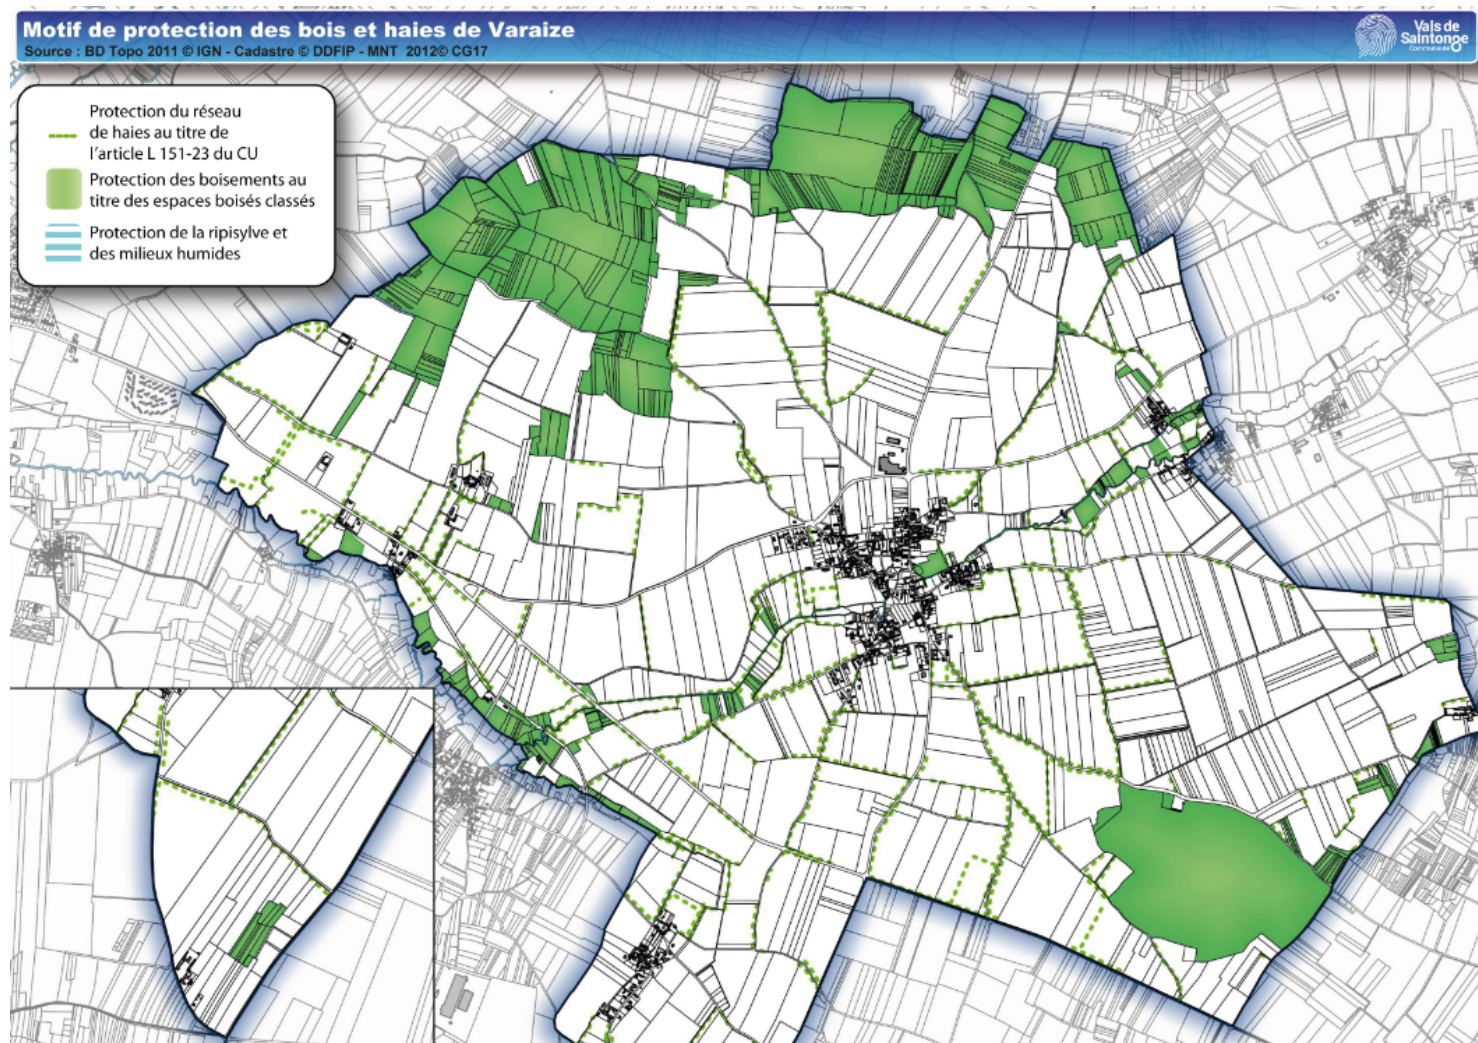 Motif de protection des bois et haies de Varaize
Source : BD Topo 2011 © IGN - Cadastre © DDFIP - MNT 2012© CG17
Vals de
Saintonge
Communauté
Protection du réseau
de haies au titre de
l'article L 151-23 du CU
Protection des boisements au
titre des espaces boisés classés
Protection de la ripisylve et
des milieux humides